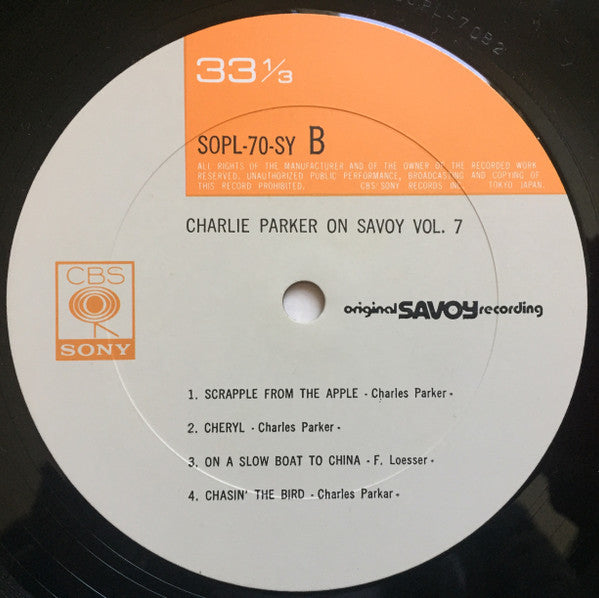 33 1/3
SOPL-70-SY B
ALL RIGHTS OF THE MANUFACTURER AND OF THE OWNER OF THE RECORDED WORK
RESERVED. UNAUTHORIZED PUBLIC PERFORMANCE, BROADCASTING AND COPYING OF
THIS RECORD PROHIBITED. CBS/SONY RECORDS INC. TOKYO JAPAN.
CHARLIE PARKER ON SAVOY VOL. 7
CBS
SONY
original SAVOY recording
1. SCRAPPLE FROM THE APPLE - Charles Parker -
2. CHERYL - Charles Parker -
3. ON A SLOW BOAT TO CHINA - F. Loesser -
4. CHASIN' THE BIRD - Charles Parkar -